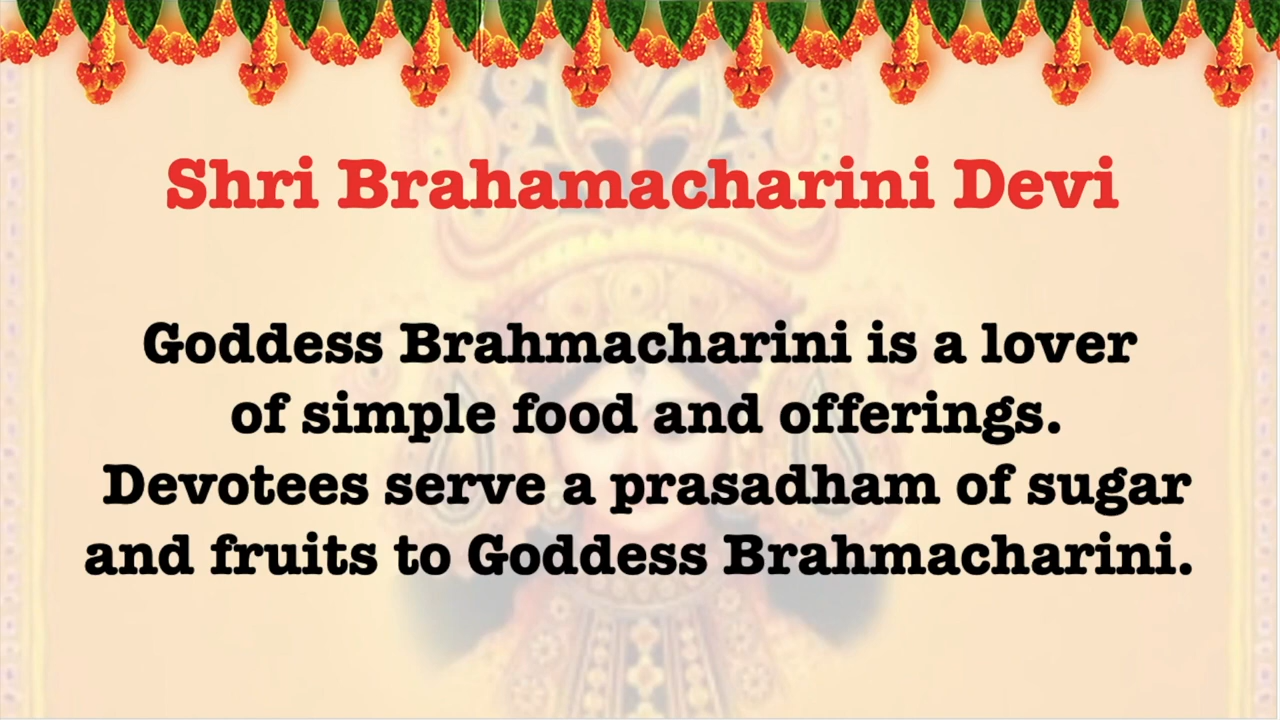 Shri Brahamacharini Devi
Goddess Brahmacharini is a lover
of simple food and offerings.
Devotees serve a prasadham of sugar
and fruits to Goddess Brahmacharini.